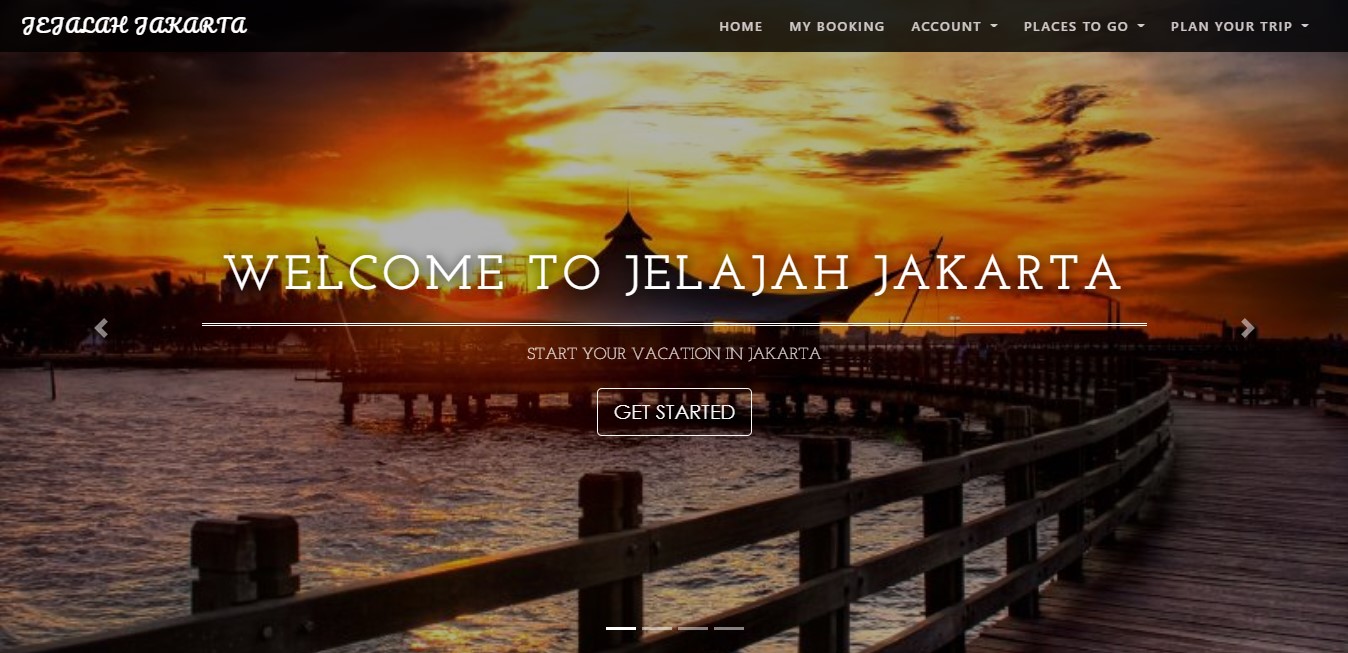 JEJALAH JAKARTA
HOME MY BOOKING ACCOUNT PLACES TO GO PLAN YOUR TRIP
WELCOME TO JELAJAH JAKARTA
START YOUR VACATION IN JAKARTA
GET STARTED